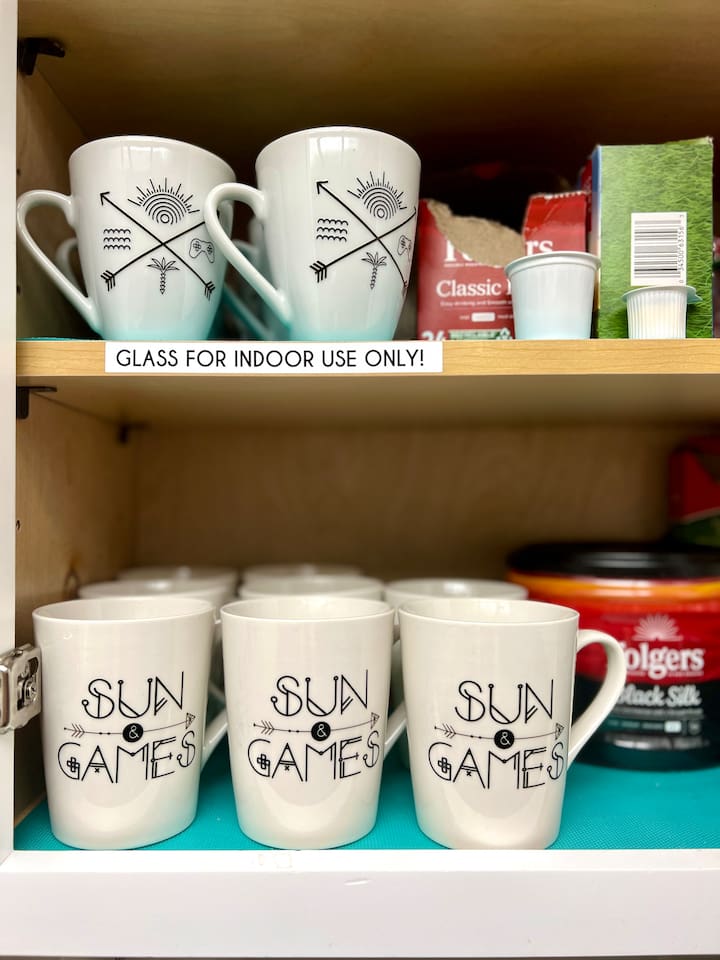 Classic
GLASS FOR INDOOR USE ONLY!
SUN
&
GAMES
SUN
&
GAMES
SUN
&
GAMES
Folgers
Black Silk